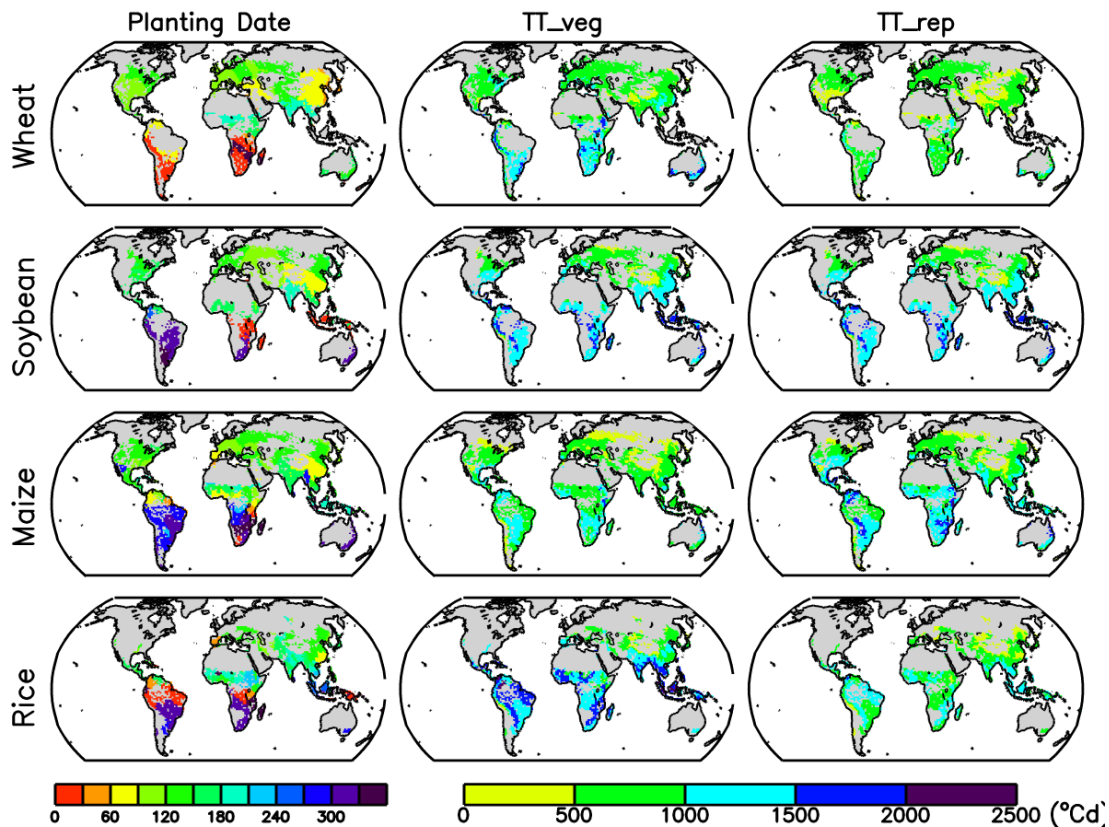 Planting Date TT_veg TT_rep
Wheat
Soybean
Maize
Rice
0 60 120 180 240 300
0 500 1000 1500 2000 2500 (°Cd)